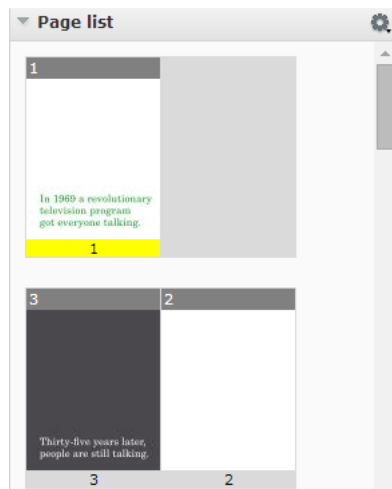 Page list
1
In 1969 a revolutionary
television program
got everyone talking.
1
3 2
Thirty-five years later,
people are still talking.
3 2